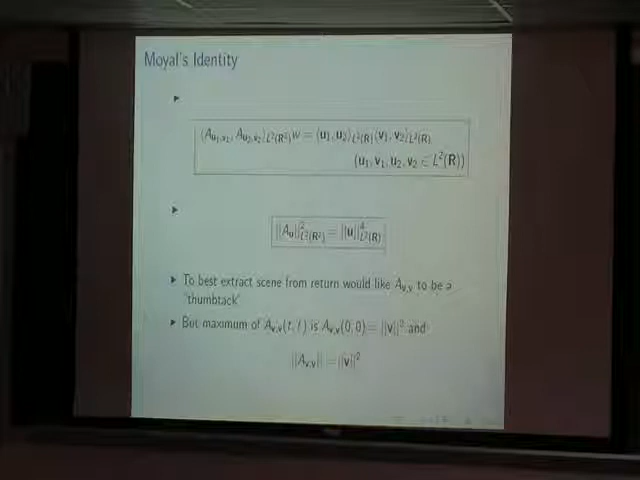 Moyal's Identity
⟨A_{u₁,v₁}, A_{u₂,v₂}⟩_{L²(R²)} w = ⟨u₁, u₂⟩_{L²(R)} ⟨v₁, v₂⟩_{L²(R)}
(u₁, v₁, u₂, v₂ ∈ L²(R))
||A_u||²_{L²(R²)} = ||u||⁴_{L²(R)}
To best extract scene from return would like A_{v,v} to be a
"thumbtack"
But maximum of A_{v,v}(t, f) is A_{v,v}(0, 0) = ||v||² and
||A_{v,v}|| = ||v||²